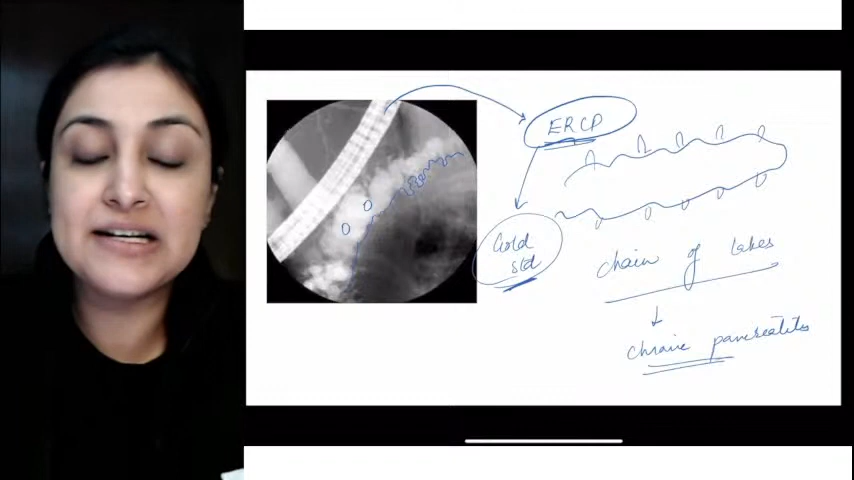 ERCP
Gold
std
chain of lakes
chronic pancreatitis